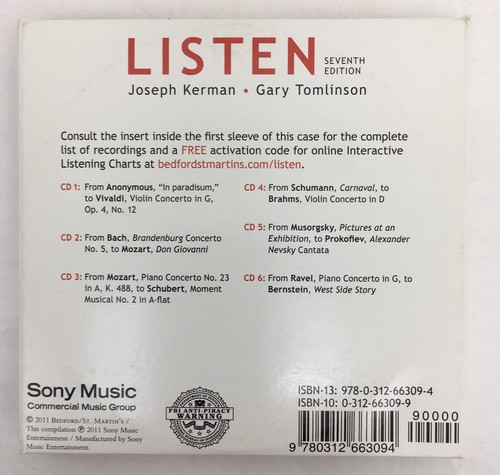 LISTEN SEVENTH EDITION
Joseph Kerman • Gary Tomlinson
Consult the insert inside the first sleeve of this case for the complete
list of recordings and a FREE activation code for online Interactive
Listening Charts at bedfordstmartins.com/listen.
CD 1: From Anonymous, “In paradisum,”
to Vivaldi, Violin Concerto in G,
Op. 4, No. 12
CD 2: From Bach, Brandenburg Concerto
No. 5, to Mozart, Don Giovanni
CD 3: From Mozart, Piano Concerto No. 23
in A, K. 488, to Schubert, Moment
Musical No. 2 in A-flat
CD 4: From Schumann, Carnaval, to
Brahms, Violin Concerto in D
CD 5: From Musorgsky, Pictures at an
Exhibition, to Prokofiev, Alexander
Nevsky Cantata
CD 6: From Ravel, Piano Concerto in G, to
Bernstein, West Side Story
Sony Music
Commercial Music Group
© 2011 BEDFORD/ST. MARTIN'S /
This compilation ℗ 2011 Sony Music
Entertainment / Manufactured by Sony
Music Entertainment.
FBI ANTI-PIRACY
WARNING
ISBN-13: 978-0-312-66309-4
ISBN-10: 0-312-66309-9
90000
9 780312 663094